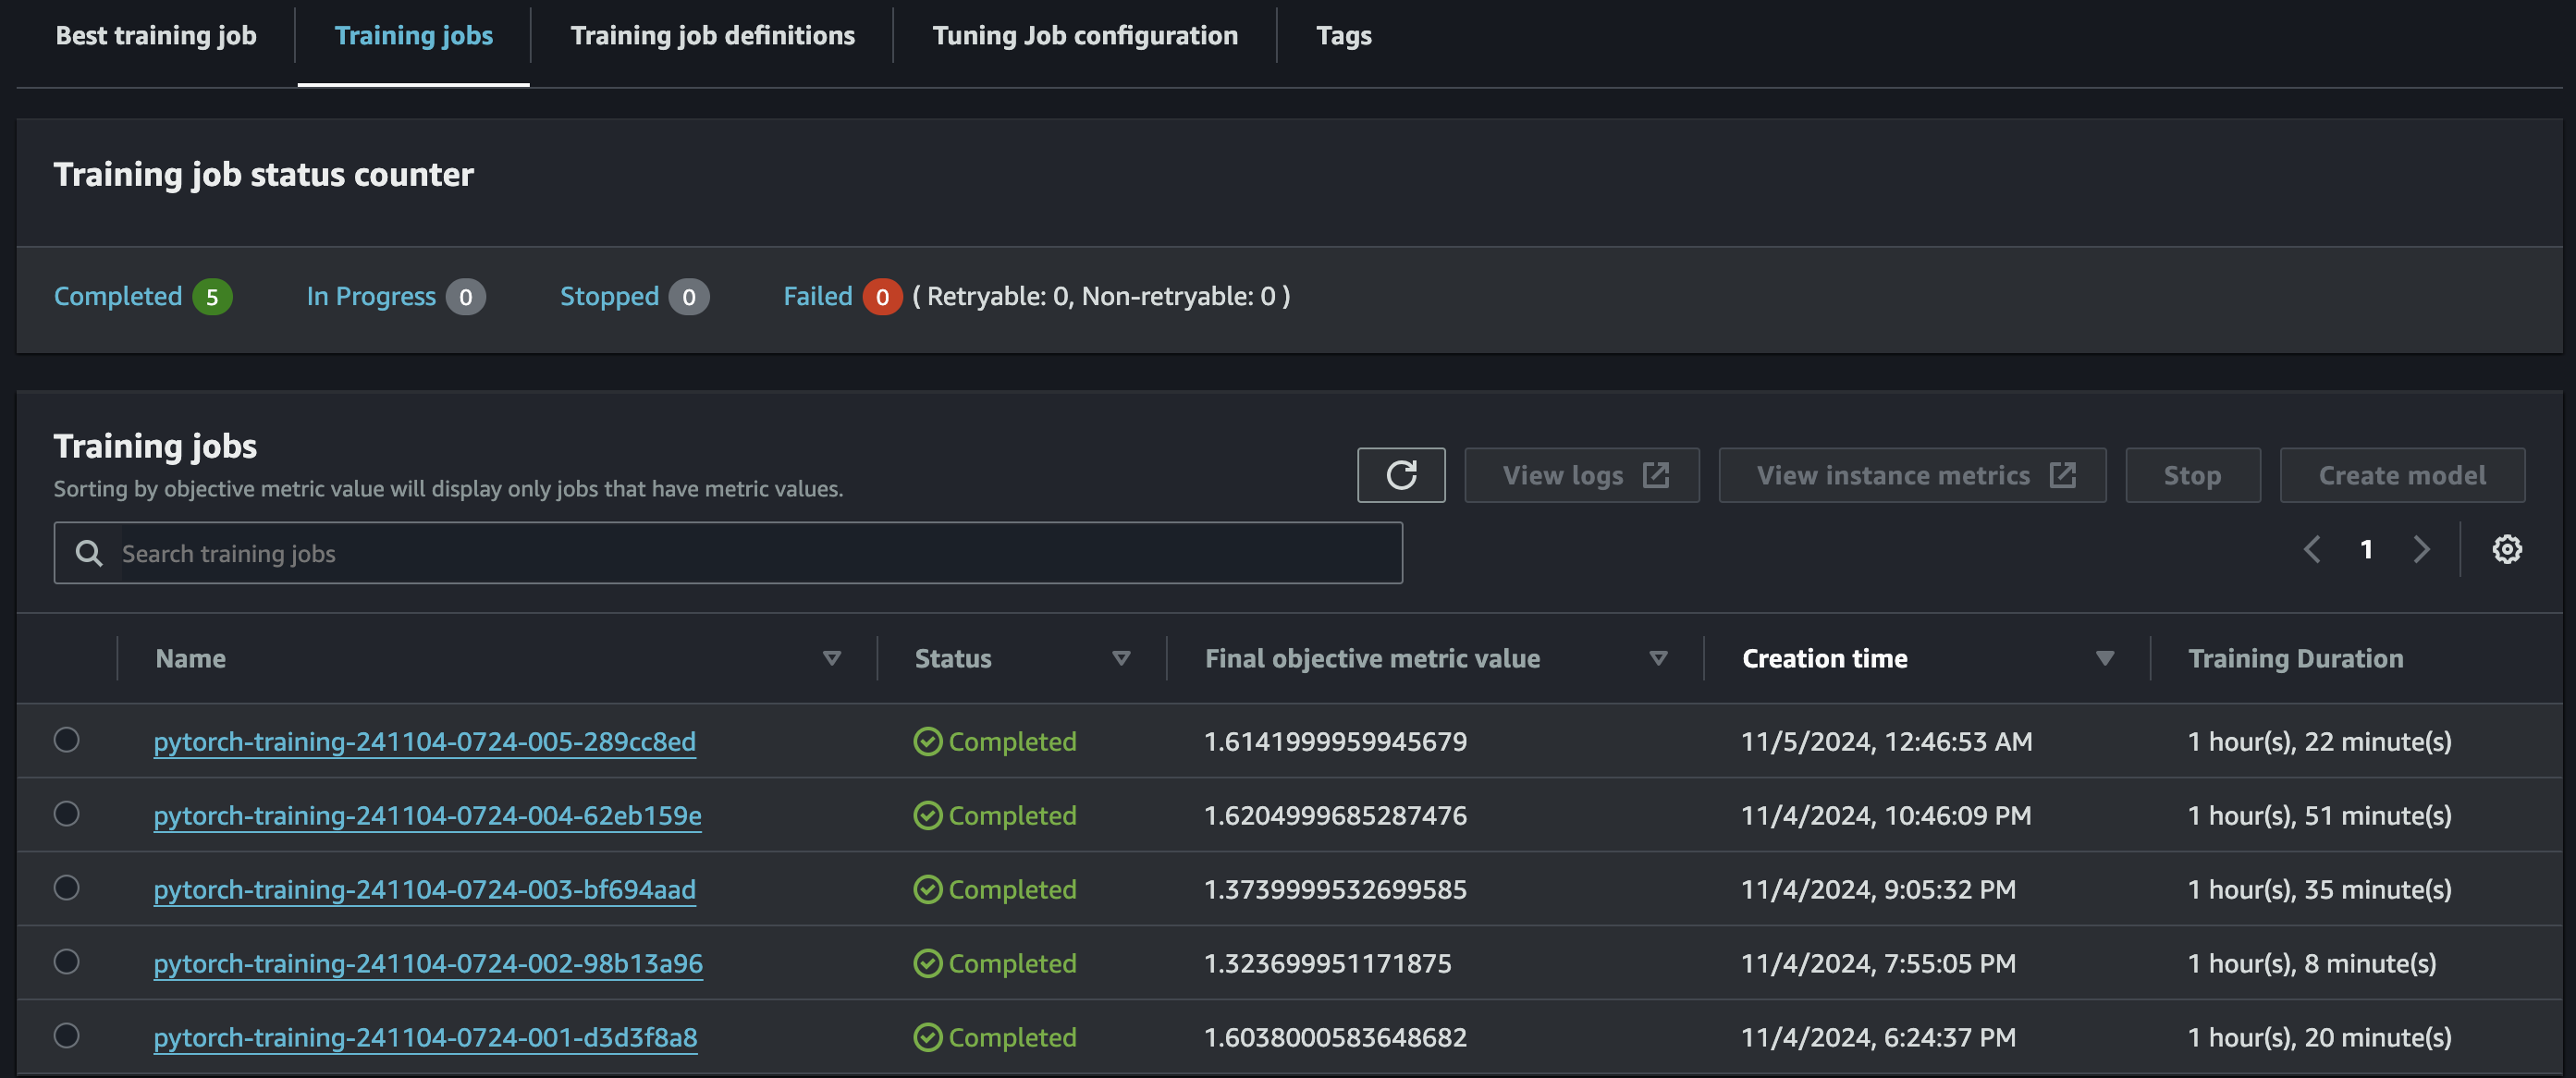 Best training job Training jobs Training job definitions Tuning Job configuration Tags
Training job status counter
Completed 5 In Progress 0 Stopped 0 Failed 0 ( Retryable: 0, Non-retryable: 0 )
Training jobs
Sorting by objective metric value will display only jobs that have metric values.
View logs View instance metrics Stop Create model
Search training jobs
1
Name Status Final objective metric value Creation time Training Duration
pytorch-training-241104-0724-005-289cc8ed Completed 1.6141999959945679 11/5/2024, 12:46:53 AM 1 hour(s), 22 minute(s)
pytorch-training-241104-0724-004-62eb159e Completed 1.6204999685287476 11/4/2024, 10:46:09 PM 1 hour(s), 51 minute(s)
pytorch-training-241104-0724-003-bf694aad Completed 1.3739999532699585 11/4/2024, 9:05:32 PM 1 hour(s), 35 minute(s)
pytorch-training-241104-0724-002-98b13a96 Completed 1.323699951171875 11/4/2024, 7:55:05 PM 1 hour(s), 8 minute(s)
pytorch-training-241104-0724-001-d3d3f8a8 Completed 1.6038000583648682 11/4/2024, 6:24:37 PM 1 hour(s), 20 minute(s)